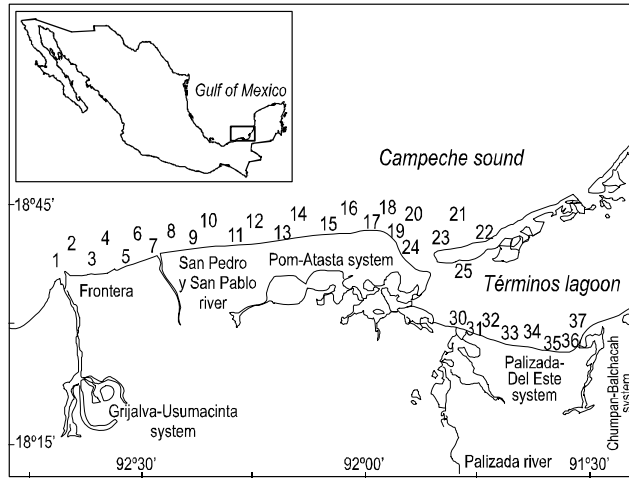 Gulf of Mexico
Campeche sound
18°45'
1
2
3
4
5
6
7
8
9
10
11
12
13
14
15
16
17
18
19
20
24
21
22
23
25
Frontera
San Pedro
y San Pablo
river
Pom-Atasta system
Términos lagoon
30
31
32
33
34
35
36
37
Grijalva-Usumacinta
system
Palizada-
Del Este
system
Chumpan-Balchacah
system
18°15'
Palizada river
92°30'
92°00'
91°30'